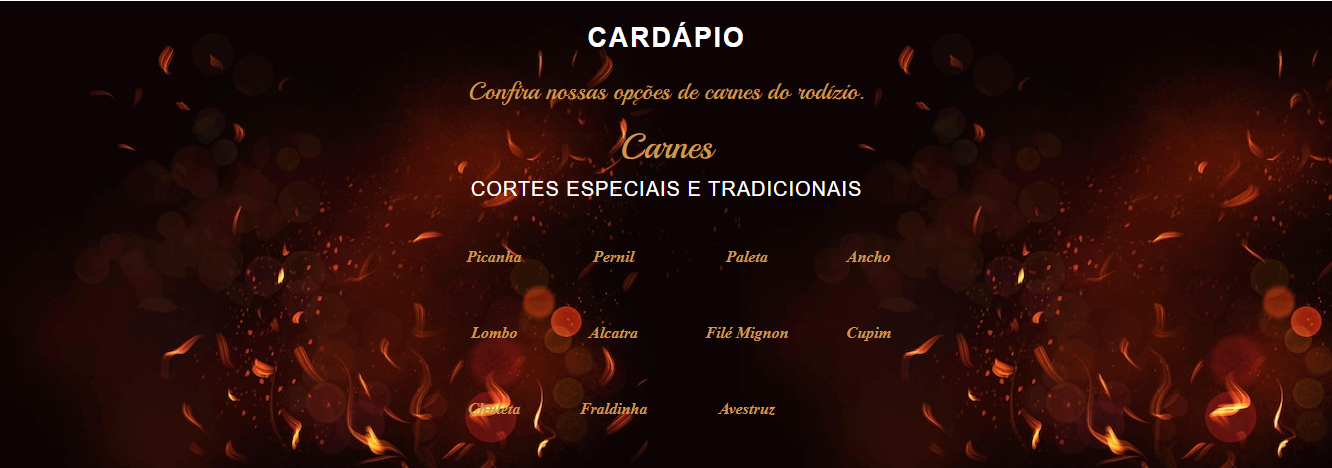 CARDÁPIO
Confira nossas opções de carnes do rodízio.
Carnes
CORTES ESPECIAIS E TRADICIONAIS
Picanha Pernil Paleta Ancho
Lombo Alcatra Filé Mignon Cupim
Chuleta Fraldinha Avestruz